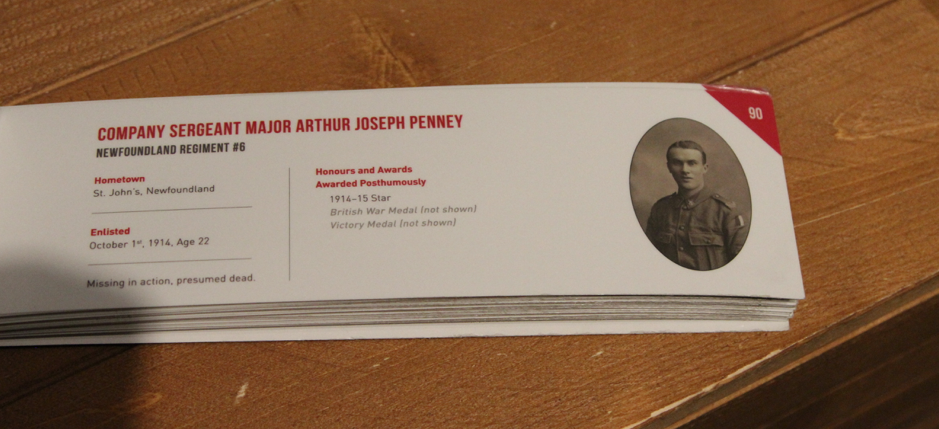 90
COMPANY SERGEANT MAJOR ARTHUR JOSEPH PENNEY
NEWFOUNDLAND REGIMENT #6
Hometown
St. John's, Newfoundland
Enlisted
October 1st, 1914, Age 22
Missing in action, presumed dead.
Honours and Awards
Awarded Posthumously
1914–15 Star
British War Medal (not shown)
Victory Medal (not shown)